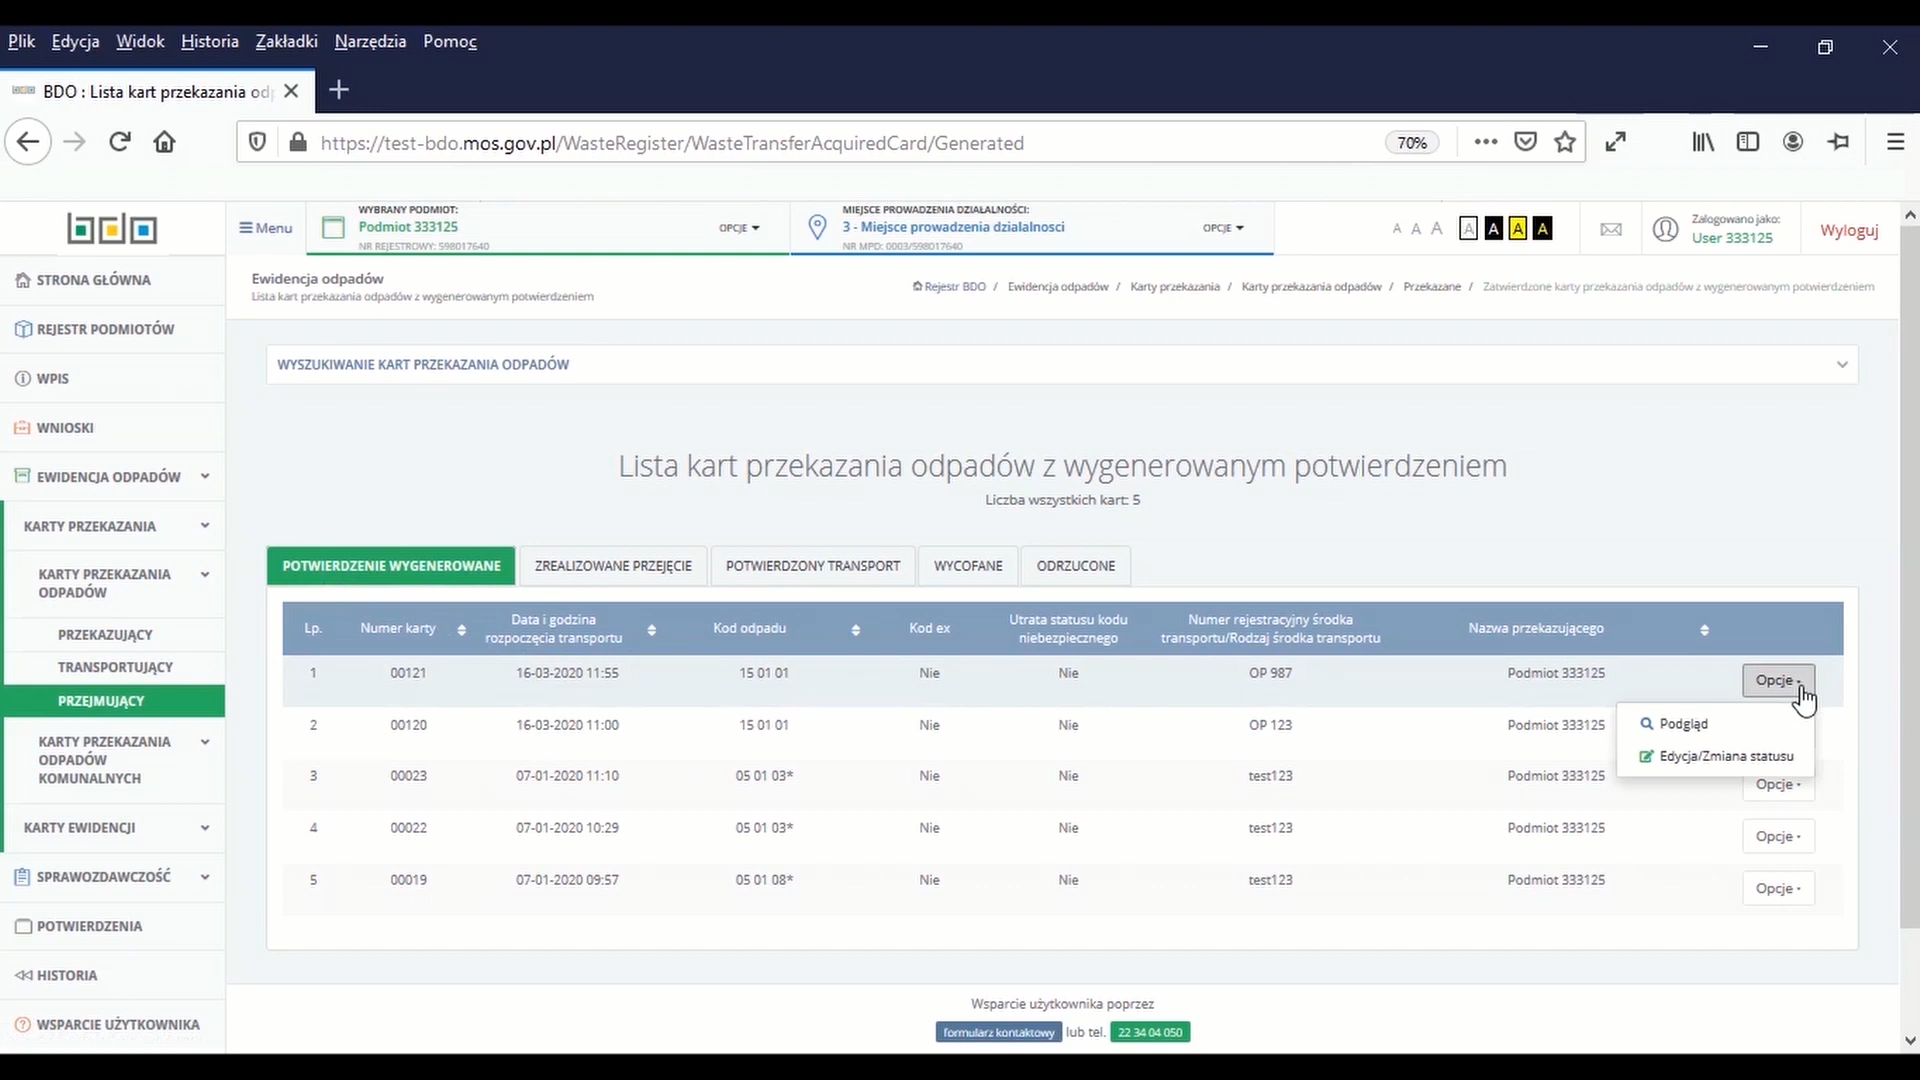 Plik Edycja Widok Historia Zakładki Narzędzia Pomoc
BDO : Lista kart przekazania od
https://test-bdo.mos.gov.pl/WasteRegister/WasteTransferAcquiredCard/Generated
70%
bdo
Menu
WYBRANY PODMIOT:
Podmiot 333125
NR REJESTROWY: 598017640
OPCJE
MIEJSCE PROWADZENIA DZIAŁALNOŚCI:
3 - Miejsce prowadzenia dzialalnosci
NR MPD: 0003/598017640
OPCJE
A A A A A A A
Zalogowano jako:
User 333125
Wyloguj
STRONA GŁÓWNA
REJESTR PODMIOTÓW
WPIS
WNIOSKI
EWIDENCJA ODPADÓW
KARTY PRZEKAZANIA
KARTY PRZEKAZANIA
ODPADÓW
PRZEKAZUJĄCY
TRANSPORTUJĄCY
PRZEJMUJĄCY
KARTY PRZEKAZANIA
ODPADÓW
KOMUNALNYCH
KARTY EWIDENCJI
SPRAWOZDAWCZOŚĆ
POTWIERDZENIA
HISTORIA
WSPARCIE UŻYTKOWNIKA
Ewidencja odpadów
Lista kart przekazania odpadów z wygenerowanym potwierdzeniem
Rejestr BDO / Ewidencja odpadów / Karty przekazania / Karty przekazania odpadów / Przekazane / Zatwierdzone karty przekazania odpadów z wygenerowanym potwierdzeniem
WYSZUKIWANIE KART PRZEKAZANIA ODPADÓW
Lista kart przekazania odpadów z wygenerowanym potwierdzeniem
Liczba wszystkich kart: 5
POTWIERDZENIE WYGENEROWANE ZREALIZOWANE PRZEJĘCIE POTWIERDZONY TRANSPORT WYCOFANE ODRZUCONE
Lp. Numer karty Data i godzina rozpoczęcia transportu Kod odpadu Kod ex Utrata statusu kodu niebezpiecznego Numer rejestracyjny środka transportu/Rodzaj środka transportu Nazwa przekazującego
1 00121 16-03-2020 11:55 15 01 01 Nie Nie OP 987 Podmiot 333125 Opcje
Podgląd
Edycja/Zmiana statusu
2 00120 16-03-2020 11:00 15 01 01 Nie Nie OP 123 Podmiot 333125
3 00023 07-01-2020 11:10 05 01 03* Nie Nie test123 Podmiot 333125 Opcje
4 00022 07-01-2020 10:29 05 01 03* Nie Nie test123 Podmiot 333125 Opcje
5 00019 07-01-2020 09:57 05 01 08* Nie Nie test123 Podmiot 333125 Opcje
Wsparcie użytkownika poprzez
formularz kontaktowy lub tel. 22 34 04 050